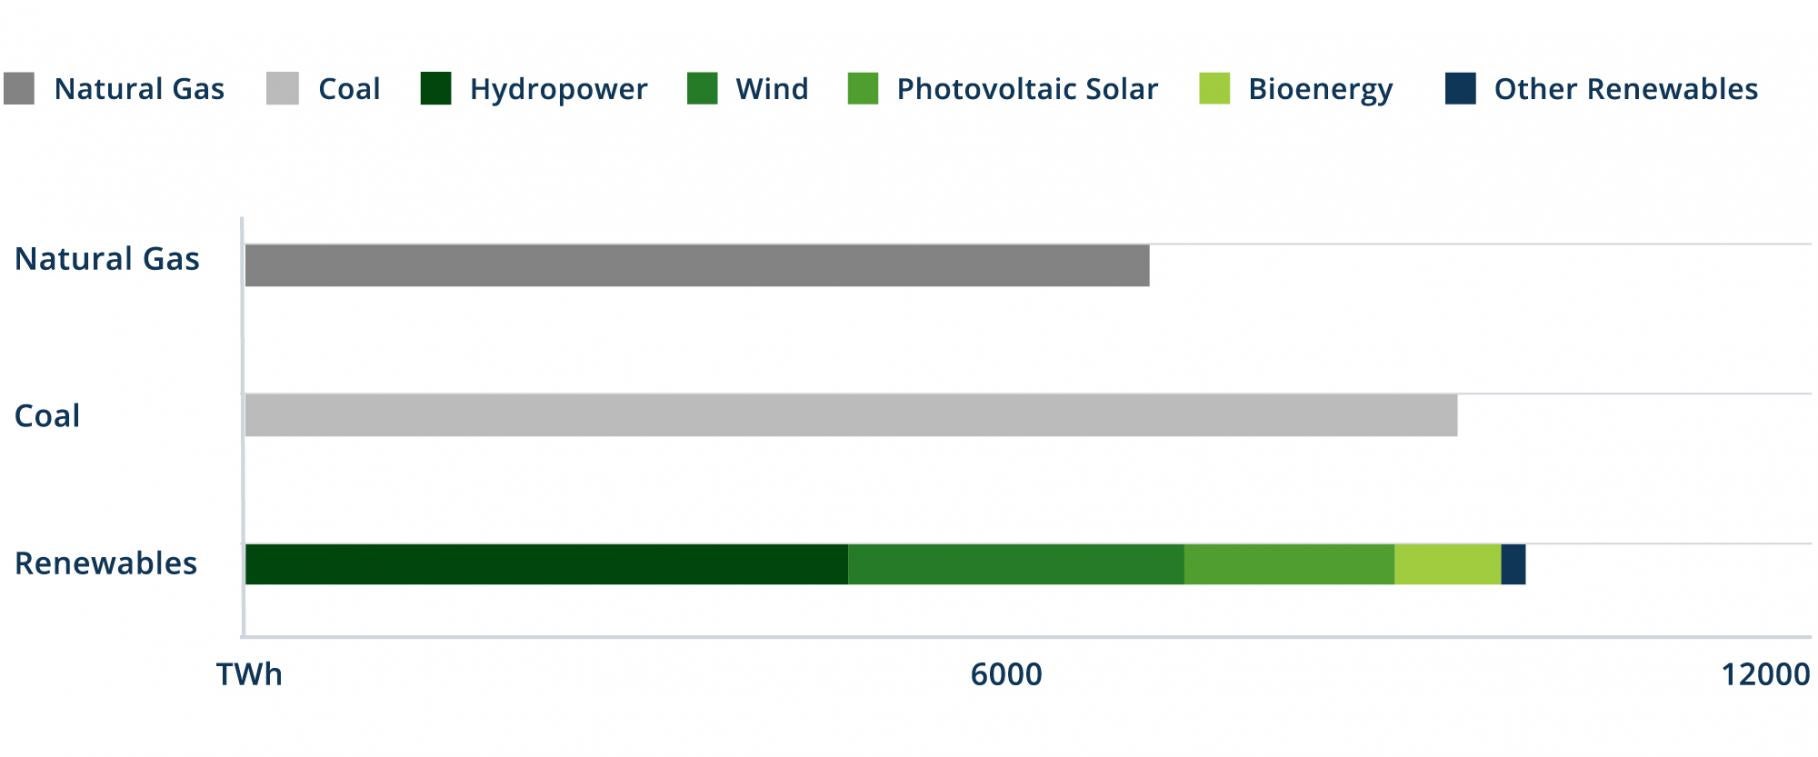 Natural Gas Coal Hydropower Wind Photovoltaic Solar Bioenergy Other Renewables
Natural Gas
Coal
Renewables
TWh 6000 12000